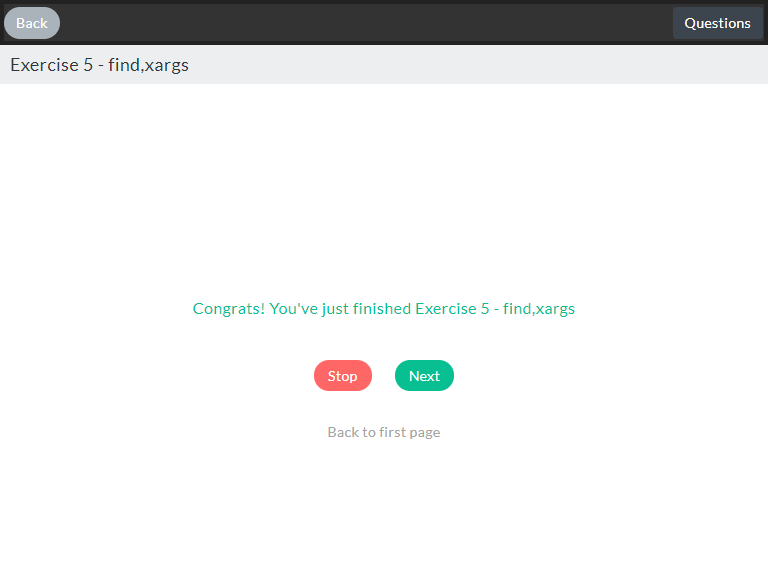 Back
Questions
Exercise 5 - find,xargs
Congrats! You've just finished Exercise 5 - find,xargs
Stop
Next
Back to first page